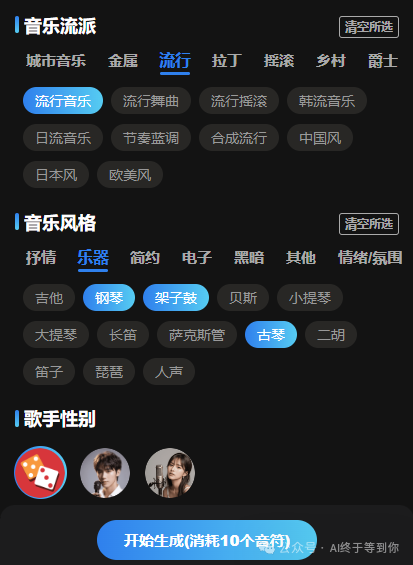 音乐流派 清空所选
城市音乐 金属 流行 拉丁 摇滚 乡村 爵士
流行音乐 流行舞曲 流行摇滚 韩流音乐
日流音乐 节奏蓝调 合成流行 中国风
日本风 欧美风
音乐风格 清空所选
抒情 乐器 简约 电子 黑暗 其他 情绪/氛围
吉他 钢琴 架子鼓 贝斯 小提琴
大提琴 长笛 萨克斯管 古琴 二胡
笛子 琵琶 人声
歌手性别
开始生成(消耗10个音符)
公众号 · AI终于等到你